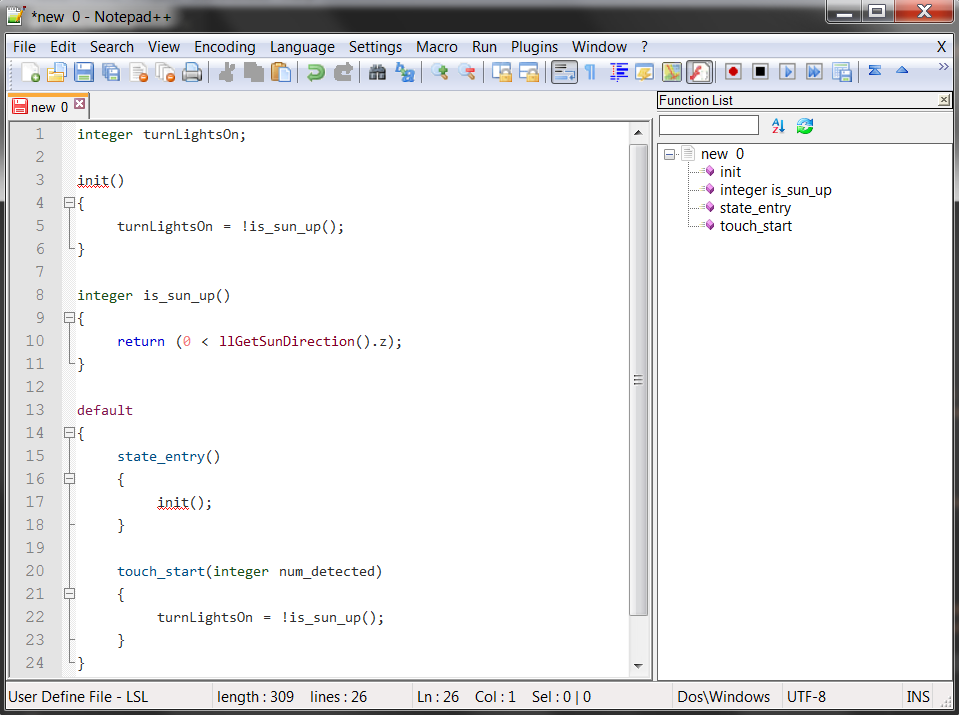 *new  0 - Notepad++
File Edit Search View Encoding Language Settings Macro Run Plugins Window ? X
new 0
Function List
1 integer turnLightsOn;
2
3 init()
4 {
5 turnLightsOn = !is_sun_up();
6 }
7
8 integer is_sun_up()
9 {
10 return (0 < llGetSunDirection().z);
11 }
12
13 default
14 {
15 state_entry()
16 {
17 init();
18 }
19
20 touch_start(integer num_detected)
21 {
22 turnLightsOn = !is_sun_up();
23 }
24 }
new 0
init
integer is_sun_up
state_entry
touch_start
User Define File - LSL length : 309 lines : 26 Ln : 26 Col : 1 Sel : 0 | 0 Dos\Windows UTF-8 INS